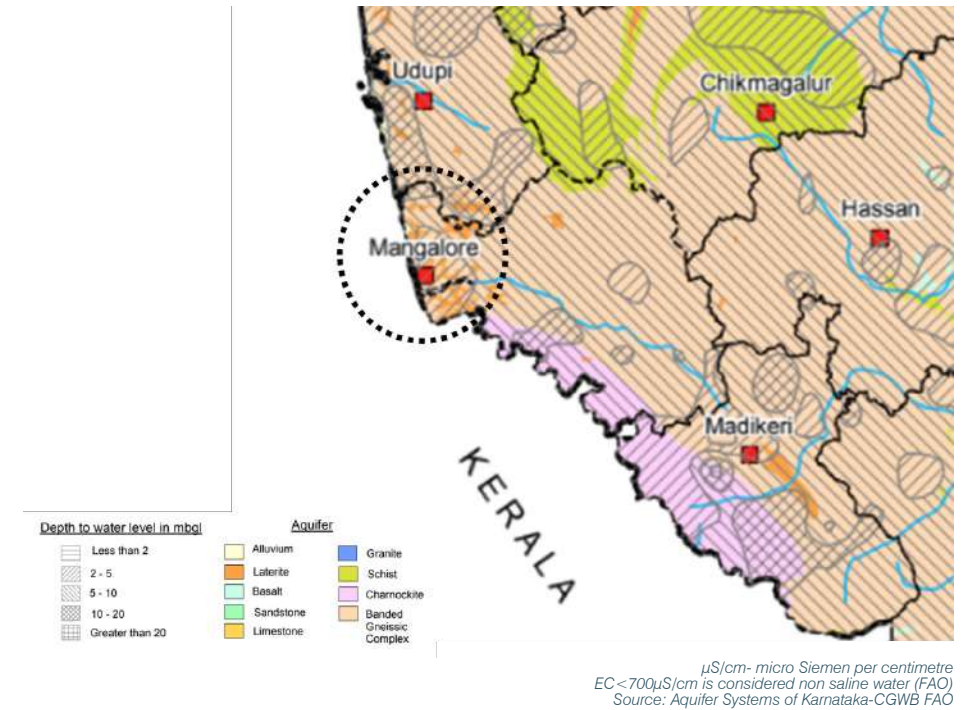 Udupi
Chikmagalur
Hassan
Mangalore
Madikeri
KERALA
Depth to water level in mbgl
Less than 2
2 - 5
5 - 10
10 - 20
Greater than 20
Aquifer
Alluvium
Laterite
Basalt
Sandstone
Limestone
Granite
Schist
Charnockite
Banded
Gneissic
Complex
µS/cm- micro Siemen per centimetre
EC<700µS/cm is considered non saline water (FAO)
Source: Aquifer Systems of Karnataka-CGWB FAO